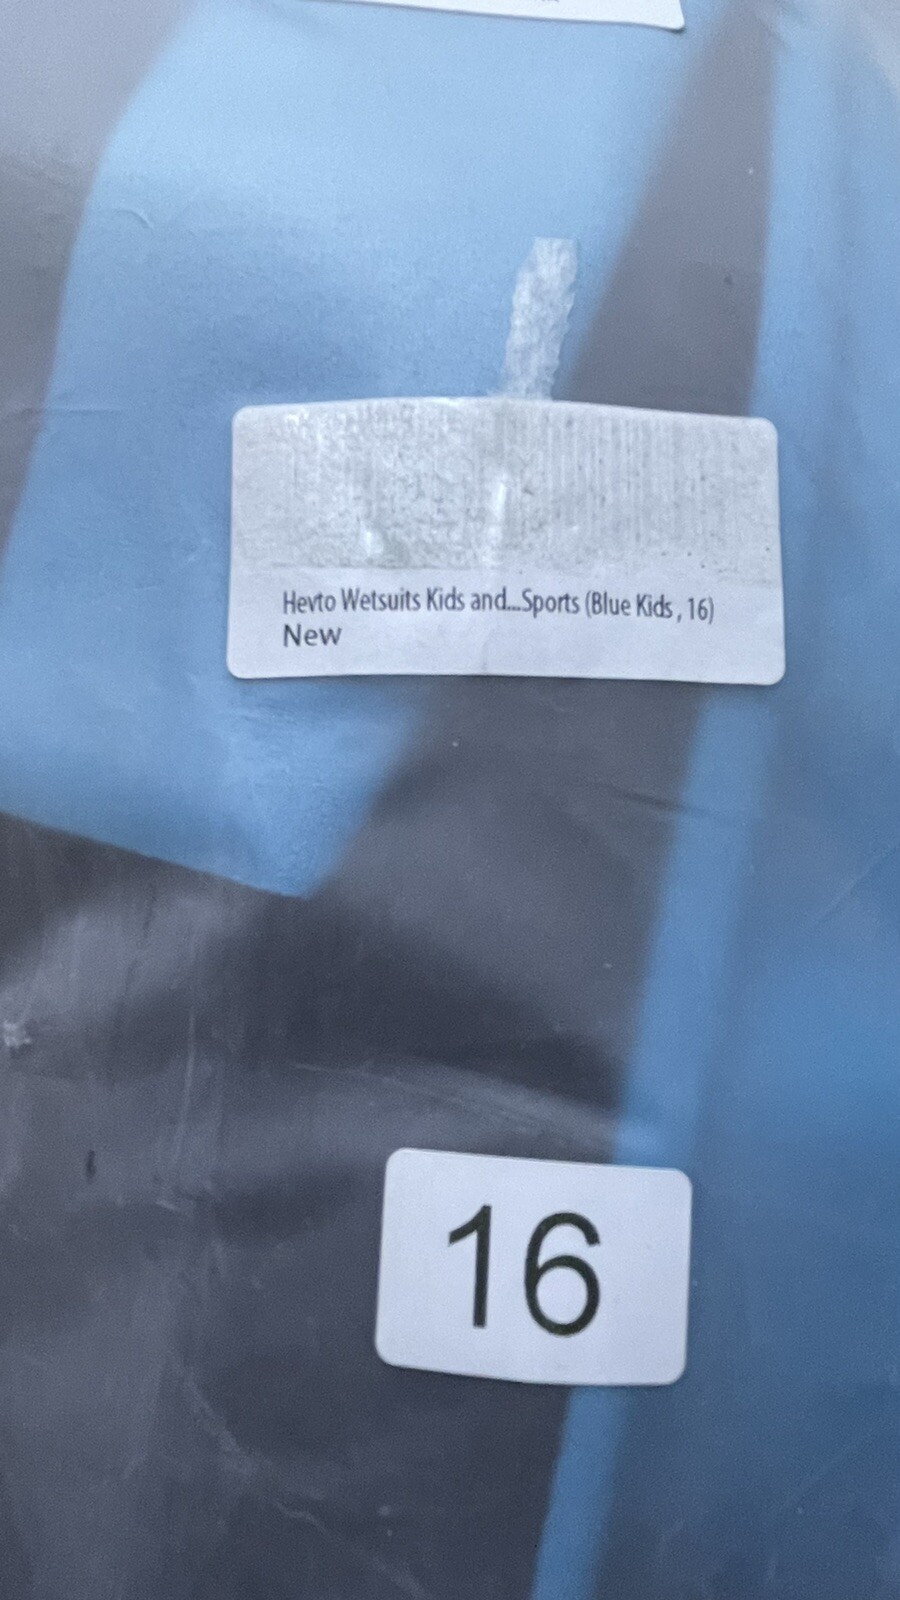 Hevto Wetsuits Kids and...Sports (Blue Kids , 16)
New
16